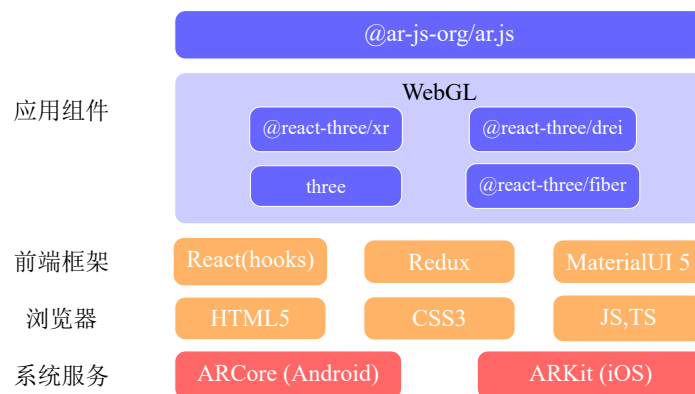 @ar-js-org/ar.js
应用组件
WebGL
@react-three/xr
@react-three/drei
three
@react-three/fiber
前端框架
React(hooks)
Redux
MaterialUI 5
浏览器
HTML5
CSS3
JS,TS
系统服务
ARCore (Android)
ARKit (iOS)